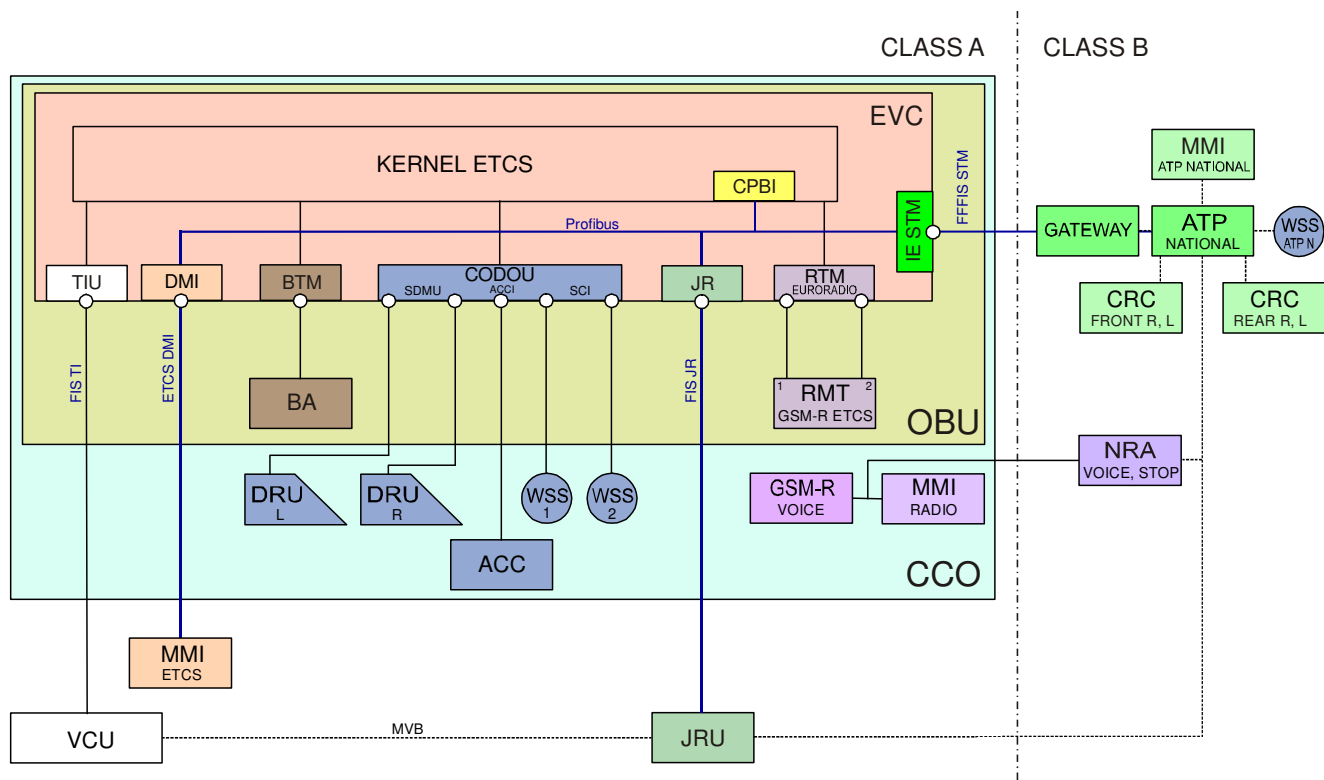 CLASS A
CLASS B
EVC
KERNEL ETCS
CPBI
MMI
ATP NATIONAL
Profibus
IE STM
FFFIS STM
GATEWAY
ATP
NATIONAL
WSS
ATP N
TIU
DMI
BTM
CODOU
SDMU
ACCI
SCI
JR
RTM
EURORADIO
CRC
FRONT R, L
CRC
REAR R, L
FIS TI
ETCS DMI
FIS JR
BA
1
RMT
2
GSM-R ETCS
OBU
DRU
L
DRU
R
WSS
1
WSS
2
GSM-R
VOICE
MMI
RADIO
NRA
VOICE, STOP
ACC
CCO
MMI
ETCS
VCU
MVB
JRU